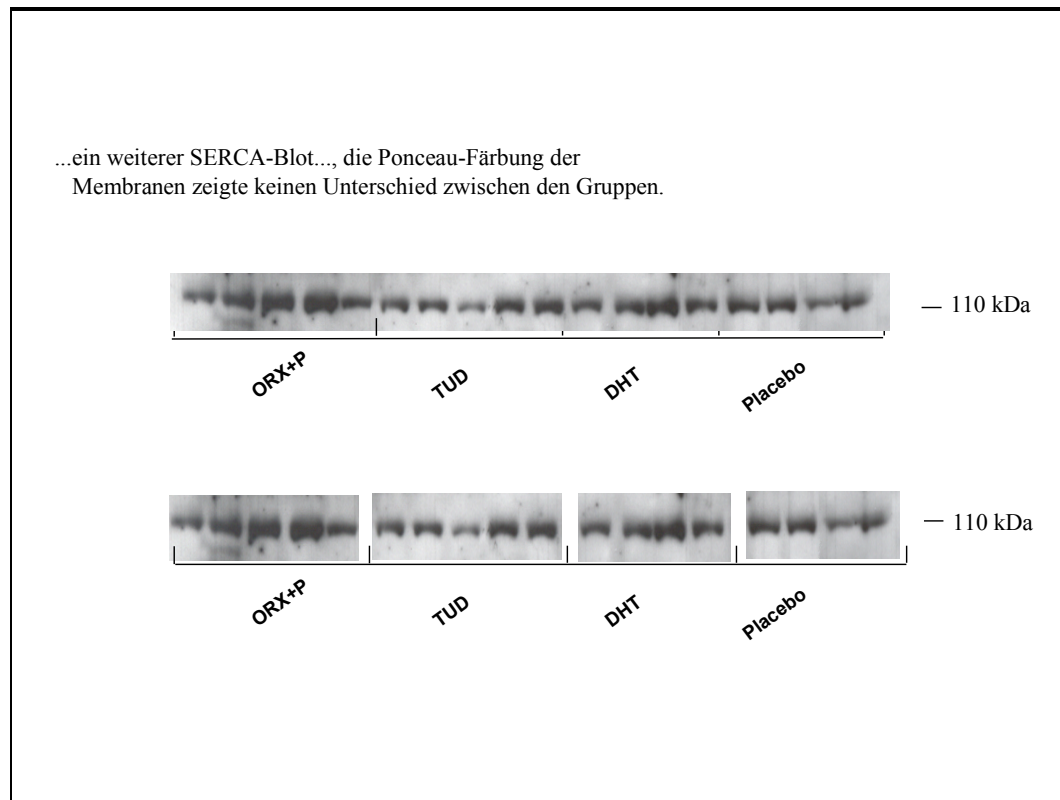 ...ein weiterer SERCA-Blot..., die Ponceau-Färbung der
Membranen zeigte keinen Unterschied zwischen den Gruppen.
— 110 kDa
ORX+P TUD DHT Placebo
— 110 kDa
ORX+P TUD DHT Placebo